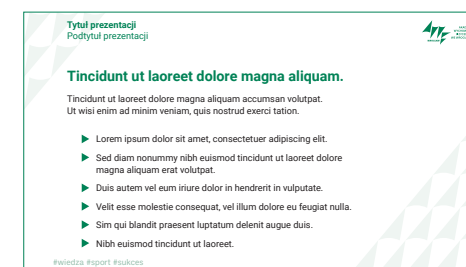 Tytuł prezentacji
Podtytuł prezentacji
Tincidunt ut laoreet dolore magna aliquam.
Tincidunt ut laoreet dolore magna aliquam accumsan volutpat.
Ut wisi enim ad minim veniam, quis nostrud exerci tation.
Lorem ipsum dolor sit amet, consectetuer adipiscing elit.
Sed diam nonummy nibh euismod tincidunt ut laoreet dolore
magna aliquam erat volutpat.
Duis autem vel eum iriure dolor in hendrerit in vulputate.
Velit esse molestie consequat, vel illum dolore eu feugiat nulla.
Sim qui blandit praesent luptatum delenit augue duis.
Nibh euismod tincidunt ut laoreet.
#wiedza #sport #sukces